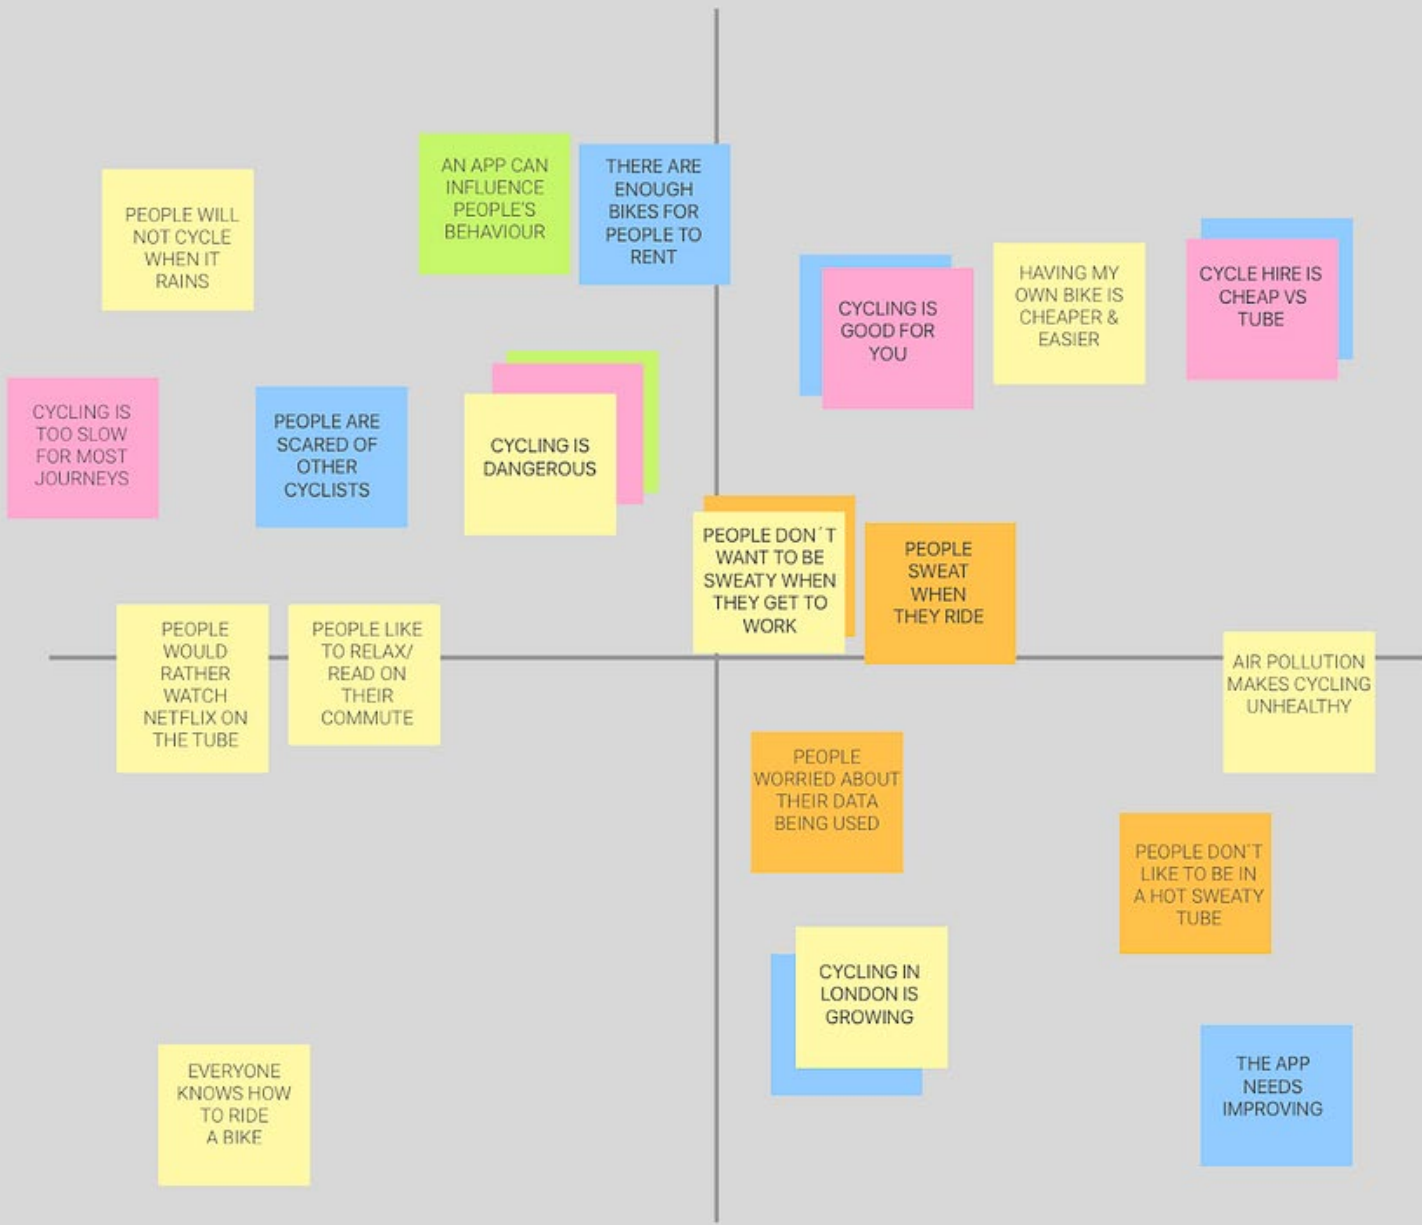 AN APP CAN
INFLUENCE
PEOPLE'S
BEHAVIOUR
THERE ARE
ENOUGH
BIKES FOR
PEOPLE TO
RENT
PEOPLE WILL
NOT CYCLE
WHEN IT
RAINS
CYCLING IS
GOOD FOR
YOU
HAVING MY
OWN BIKE IS
CHEAPER &
EASIER
CYCLE HIRE IS
CHEAP VS
TUBE
CYCLING IS
TOO SLOW
FOR MOST
JOURNEYS
PEOPLE ARE
SCARED OF
OTHER
CYCLISTS
CYCLING IS
DANGEROUS
PEOPLE DON´T
WANT TO BE
SWEATY WHEN
THEY GET TO
WORK
PEOPLE
SWEAT
WHEN
THEY RIDE
PEOPLE
WOULD
RATHER
WATCH
NETFLIX ON
THE TUBE
PEOPLE LIKE
TO RELAX/
READ ON
THEIR
COMMUTE
AIR POLLUTION
MAKES CYCLING
UNHEALTHY
PEOPLE
WORRIED ABOUT
THEIR DATA
BEING USED
PEOPLE DON´T
LIKE TO BE IN
A HOT SWEATY
TUBE
CYCLING IN
LONDON IS
GROWING
EVERYONE
KNOWS HOW
TO RIDE
A BIKE
THE APP
NEEDS
IMPROVING